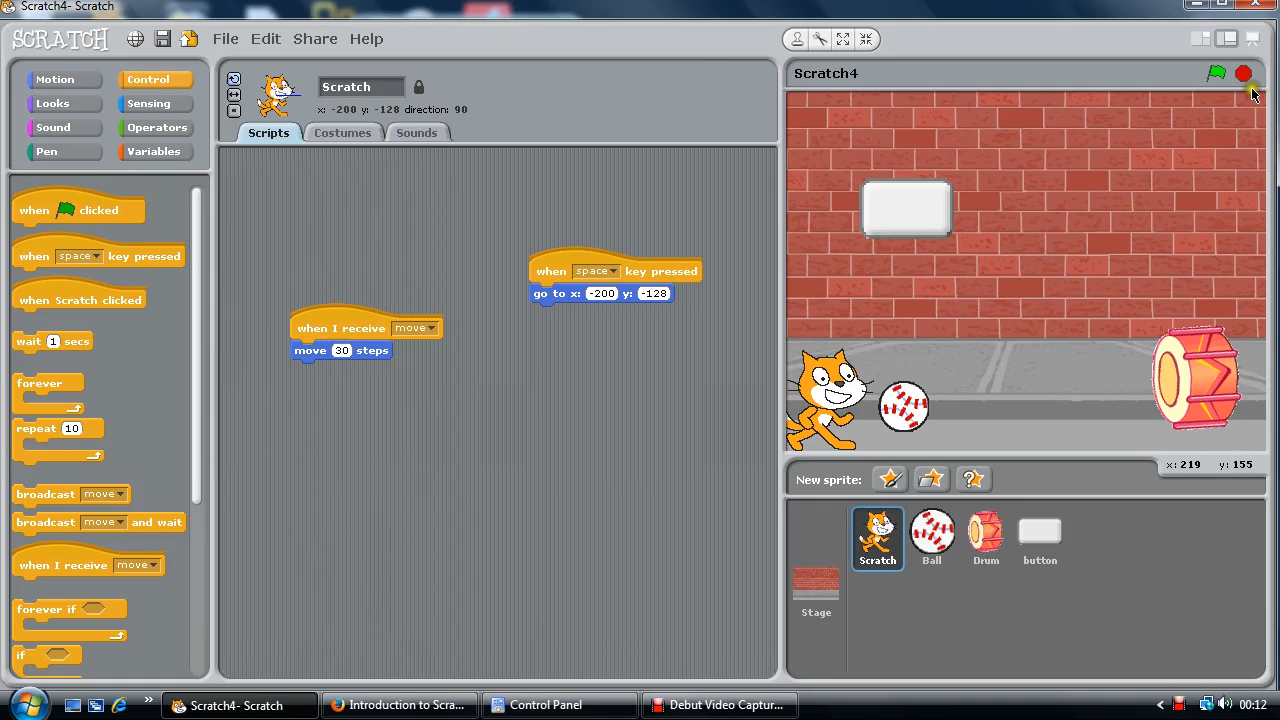 Scratch4- Scratch
SCRATCH
File Edit Share Help
Motion Control
Looks Sensing
Sound Operators
Pen Variables
Scratch
x: -200 y: -128 direction: 90
Scripts Costumes Sounds
Scratch4
when clicked
when space key pressed
when Scratch clicked
wait 1 secs
forever
repeat 10
broadcast move
broadcast move and wait
when I receive move
forever if
if
when space key pressed
go to x: -200 y: -128
when I receive move
move 30 steps
x: 219 y: 155
New sprite:
Scratch Ball Drum button
Stage
Scratch4- Scratch
Introduction to Scra...
Control Panel
Debut Video Captur...
00:12